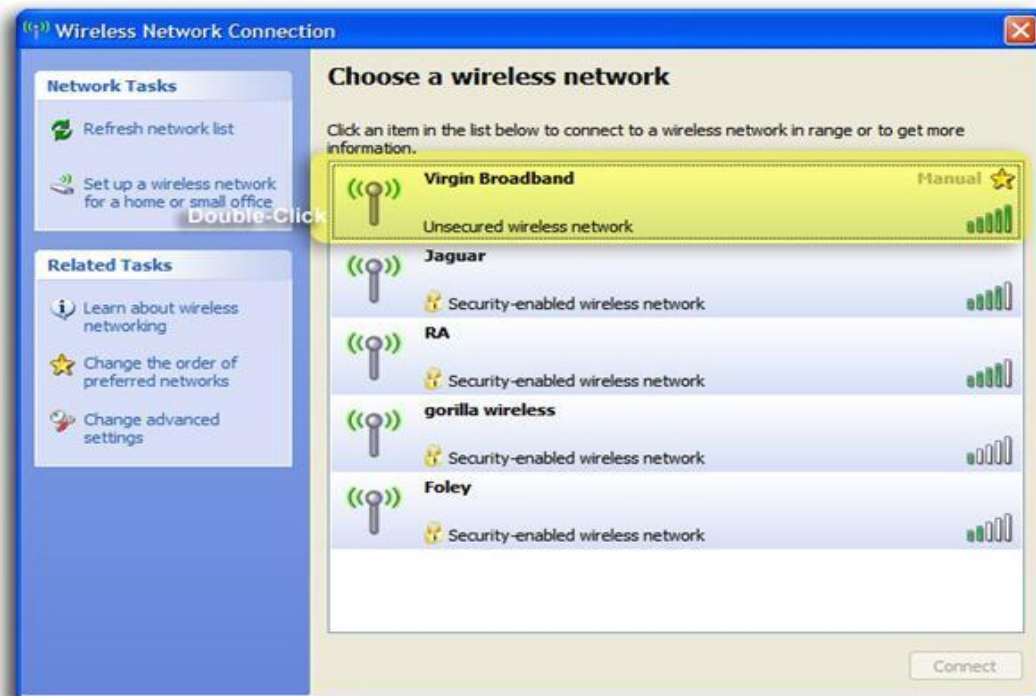 Wireless Network Connection
Network Tasks
Refresh network list
Set up a wireless network
for a home or small office
Double-Click
Related Tasks
Learn about wireless
networking
Change the order of
preferred networks
Change advanced
settings
Choose a wireless network
Click an item in the list below to connect to a wireless network in range or to get more
information.
Virgin Broadband
Manual
Unsecured wireless network
Jaguar
Security-enabled wireless network
RA
Security-enabled wireless network
gorilla wireless
Security-enabled wireless network
Foley
Security-enabled wireless network
Connect